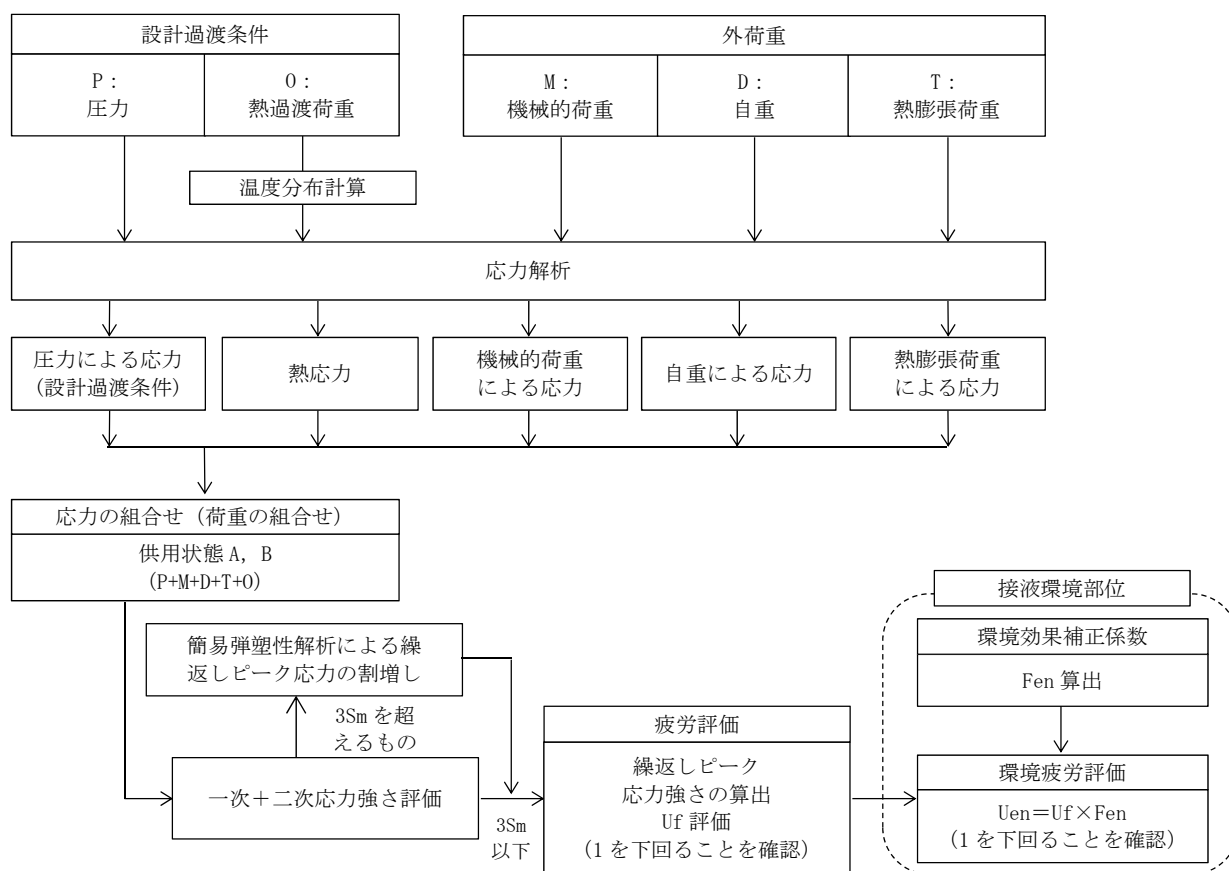 設計過渡条件
P：
圧力
O：
熱過渡荷重
外荷重
M：
機械的荷重
D：
自重
T：
熱膨張荷重
温度分布計算
応力解析
圧力による応力
(設計過渡条件)
熱応力
機械的荷重
による応力
自重による応力
熱膨張荷重
による応力
応力の組合せ（荷重の組合せ）
供用状態 A, B
(P+M+D+T+O)
簡易弾塑性解析による繰
返しピーク応力の割増し
3Sm を超
えるもの
一次＋二次応力強さ評価
3Sm
以下
疲労評価
繰返しピーク
応力強さの算出
Uf 評価
（1 を下回ることを確認）
接液環境部位
環境効果補正係数
Fen 算出
環境疲労評価
Uen＝Uf×Fen
（1 を下回ることを確認）